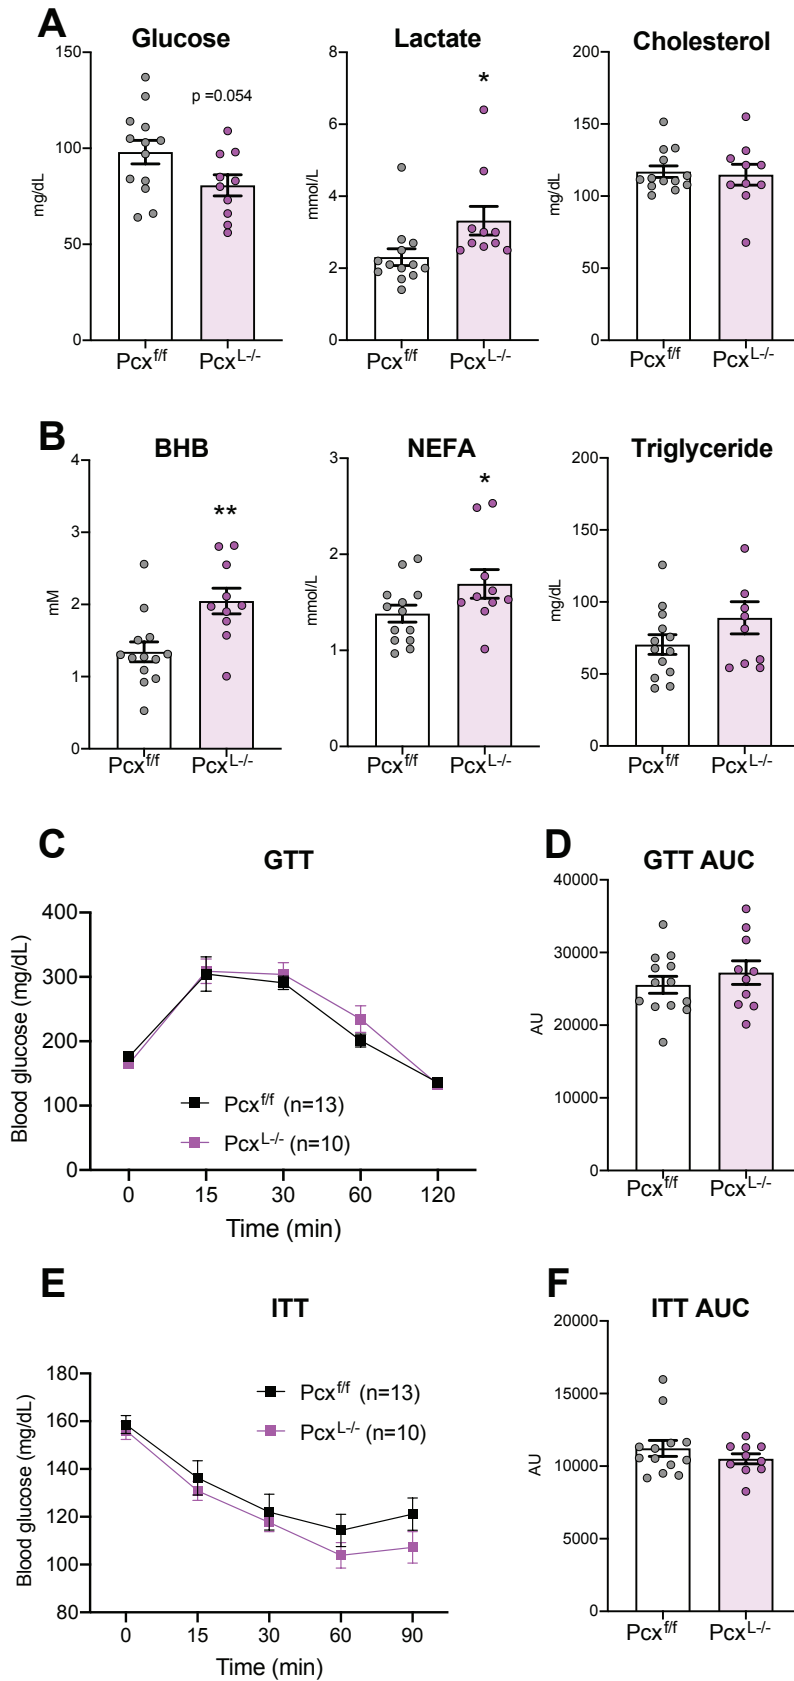 A
Glucose
150
100
50
0
mg/dL
p =0.054
Pcx^f/f Pcx^L-/-
Lactate
8
6
4
2
0
mmol/L
*
Pcx^f/f Pcx^L-/-
Cholesterol
200
150
100
50
0
mg/dL
Pcx^f/f Pcx^L-/-
B
BHB
4
3
2
1
0
mM
**
Pcx^f/f Pcx^L-/-
NEFA
3
2
1
0
mmol/L
*
Pcx^f/f Pcx^L-/-
Triglyceride
200
150
100
50
0
mg/dL
Pcx^f/f Pcx^L-/-
C
GTT
400
300
200
100
0
Blood glucose (mg/dL)
Pcx^f/f (n=13)
Pcx^L-/- (n=10)
0 15 30 60 120
Time (min)
D
GTT AUC
40000
30000
20000
10000
0
AU
Pcx^f/f Pcx^L-/-
E
ITT
180
160
140
120
100
80
Blood glucose (mg/dL)
Pcx^f/f (n=13)
Pcx^L-/- (n=10)
0 15 30 60 90
Time (min)
F
ITT AUC
20000
15000
10000
5000
0
AU
Pcx^f/f Pcx^L-/-